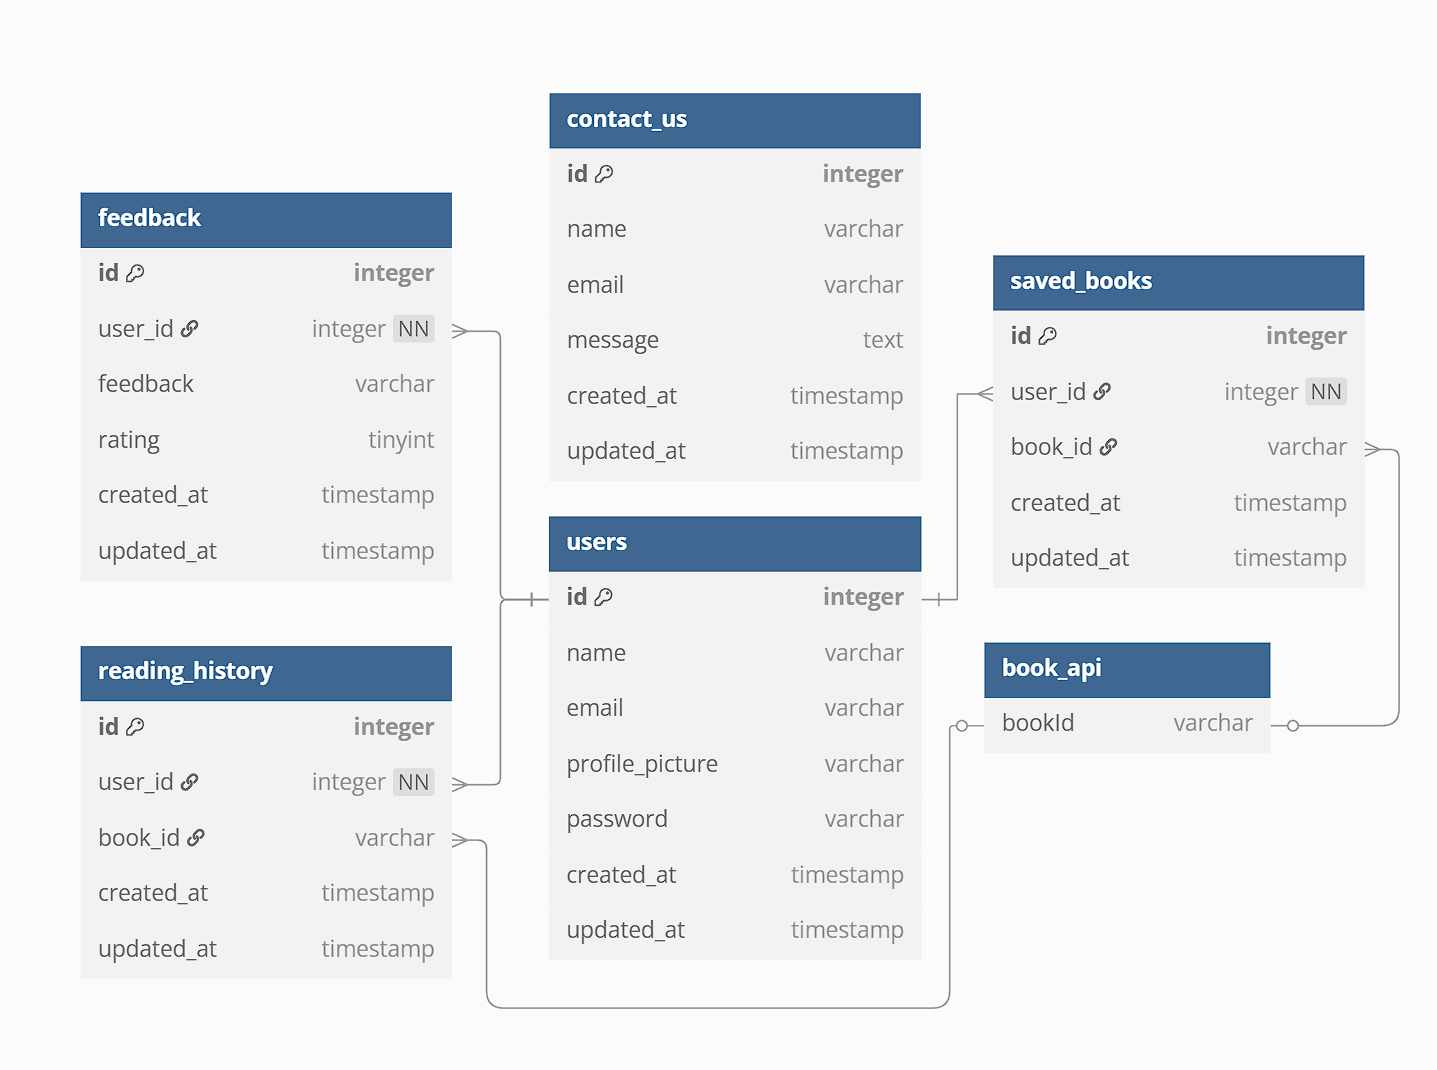 contact_us
id integer
name varchar
email varchar
message text
created_at timestamp
updated_at timestamp
feedback
id integer
user_id integer NN
feedback varchar
rating tinyint
created_at timestamp
updated_at timestamp
saved_books
id integer
user_id integer NN
book_id varchar
created_at timestamp
updated_at timestamp
users
id integer
name varchar
email varchar
profile_picture varchar
password varchar
created_at timestamp
updated_at timestamp
reading_history
id integer
user_id integer NN
book_id varchar
created_at timestamp
updated_at timestamp
book_api
bookId varchar